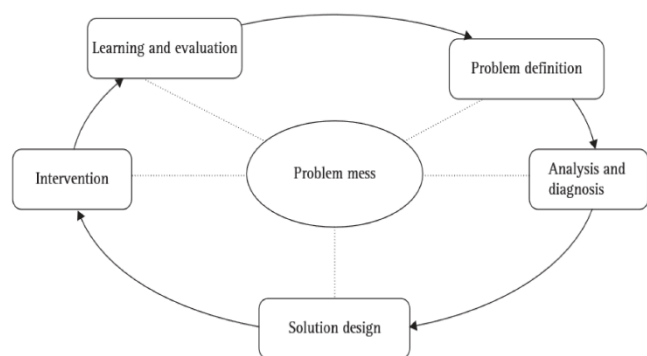 Learning and evaluation
Problem definition
Problem mess
Intervention
Analysis and
diagnosis
Solution design